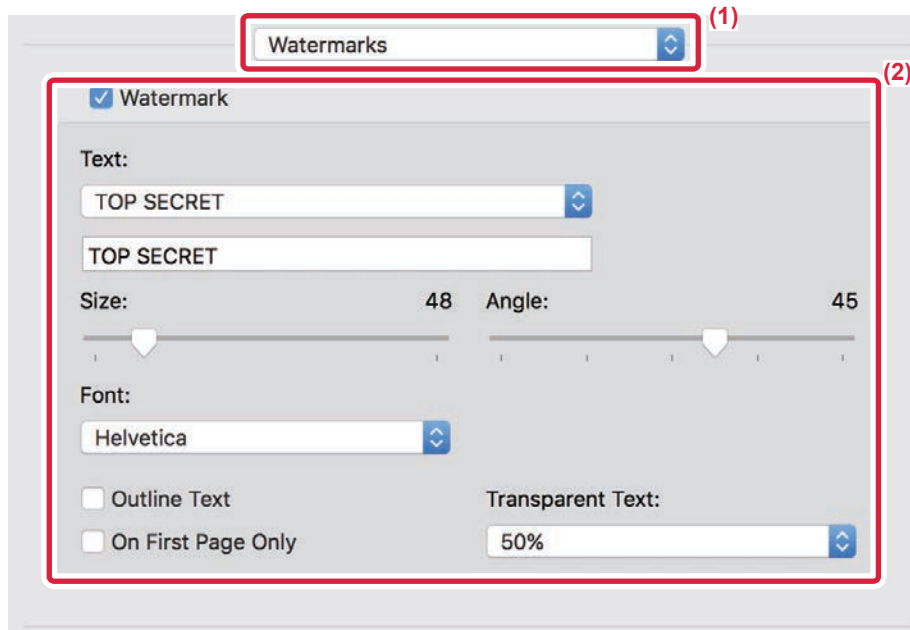 (1)
Watermarks
(2)
Watermark
Text:
TOP SECRET
TOP SECRET
Size: 48 Angle: 45
Font:
Helvetica
Outline Text Transparent Text:
On First Page Only 50%